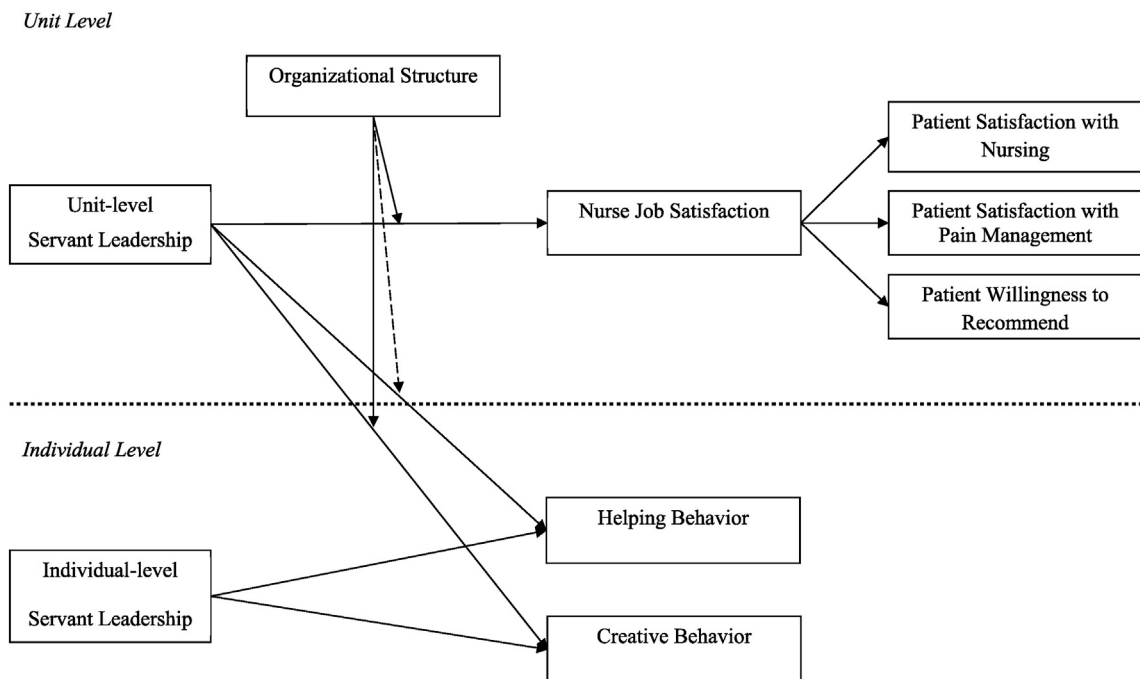 Unit Level
Organizational Structure
Patient Satisfaction with
Nursing
Unit-level
Servant Leadership
Nurse Job Satisfaction
Patient Satisfaction with
Pain Management
Patient Willingness to
Recommend
Individual Level
Helping Behavior
Individual-level
Servant Leadership
Creative Behavior